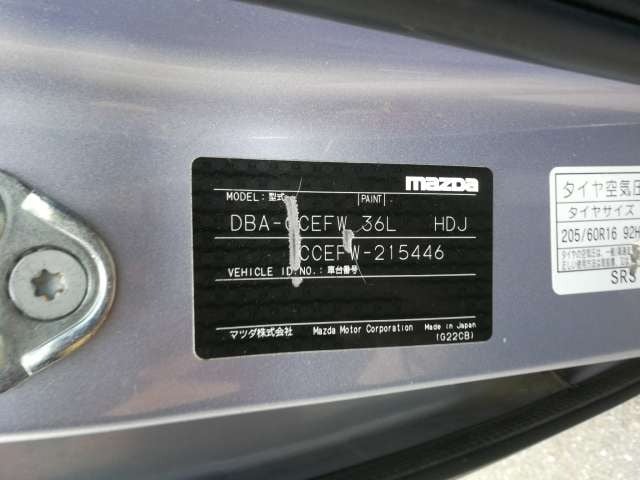 mazda
MODEL: 型式 PAINT
DBA-CCEFW 36L HDJ
CCEFW-215446
VEHICLE ID.NO.: 車台番号
マツダ株式会社 Mazda Motor Corporation Made in Japan
(G22CB)
タイヤ空気圧
タイヤサイズ
205/60R16 92H